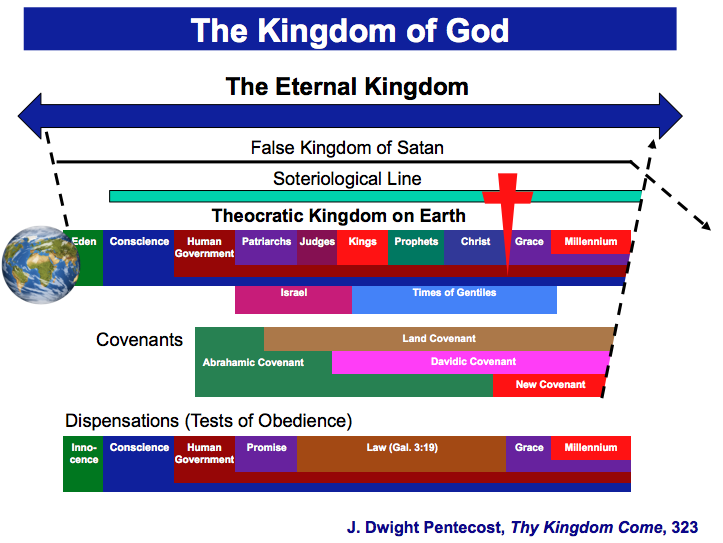 The Kingdom of God
The Eternal Kingdom
False Kingdom of Satan
Soteriological Line
Theocratic Kingdom on Earth
Eden Conscience Human Patriarchs Judges Kings Prophets Christ Grace Millennium
Government
Israel Times of Gentiles
Covenants Land Covenant
Abrahamic Covenant Davidic Covenant
New Covenant
Dispensations (Tests of Obedience)
Inno- Conscience Human Promise Law (Gal. 3:19) Grace Millennium
cence Government
J. Dwight Pentecost, Thy Kingdom Come, 323